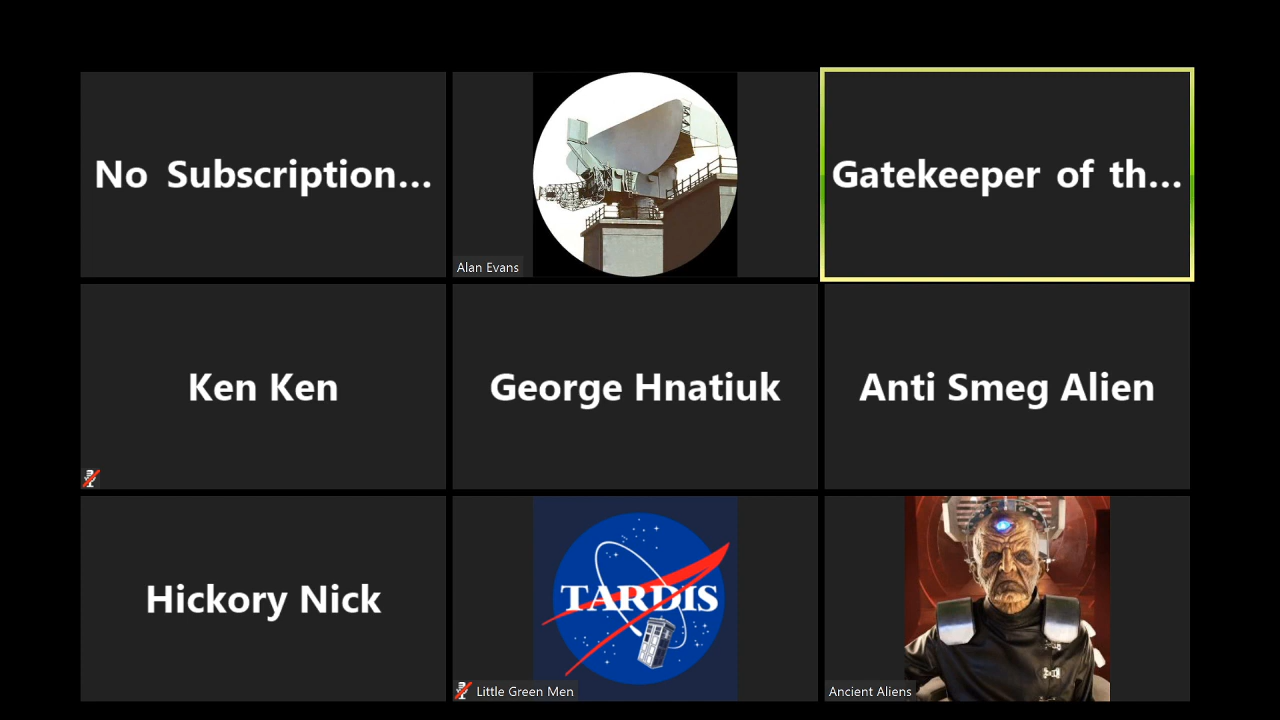 No Subscription...
Alan Evans
Gatekeeper of th...
Ken Ken
George Hnatiuk
Anti Smeg Alien
Hickory Nick
TARDIS
Little Green Men
Ancient Aliens